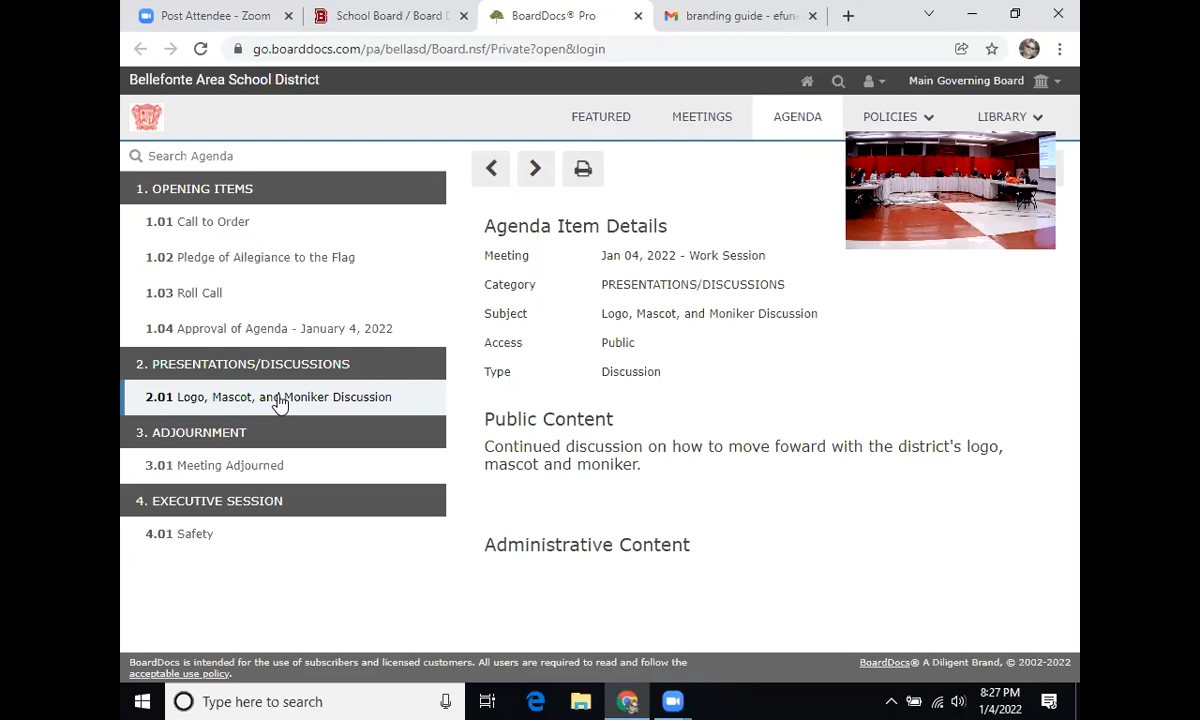 Post Attendee - Zoom
School Board / Board D
BoardDocs® Pro
branding guide - efun
go.boarddocs.com/pa/bellasd/Board.nsf/Private?open&login
Bellefonte Area School District
Main Governing Board
FEATURED
MEETINGS
AGENDA
POLICIES
LIBRARY
Search Agenda
1. OPENING ITEMS
1.01 Call to Order
1.02 Pledge of Allegiance to the Flag
1.03 Roll Call
1.04 Approval of Agenda - January 4, 2022
2. PRESENTATIONS/DISCUSSIONS
2.01 Logo, Mascot, and Moniker Discussion
3. ADJOURNMENT
3.01 Meeting Adjourned
4. EXECUTIVE SESSION
4.01 Safety
Agenda Item Details
Meeting Jan 04, 2022 - Work Session
Category PRESENTATIONS/DISCUSSIONS
Subject Logo, Mascot, and Moniker Discussion
Access Public
Type Discussion
Public Content
Continued discussion on how to move foward with the district's logo,
mascot and moniker.
Administrative Content
BoardDocs is intended for the use of subscribers and licensed customers. All users are required to read and follow the
acceptable use policy.
BoardDocs® A Diligent Brand, © 2002-2022
Type here to search
8:27 PM
1/4/2022